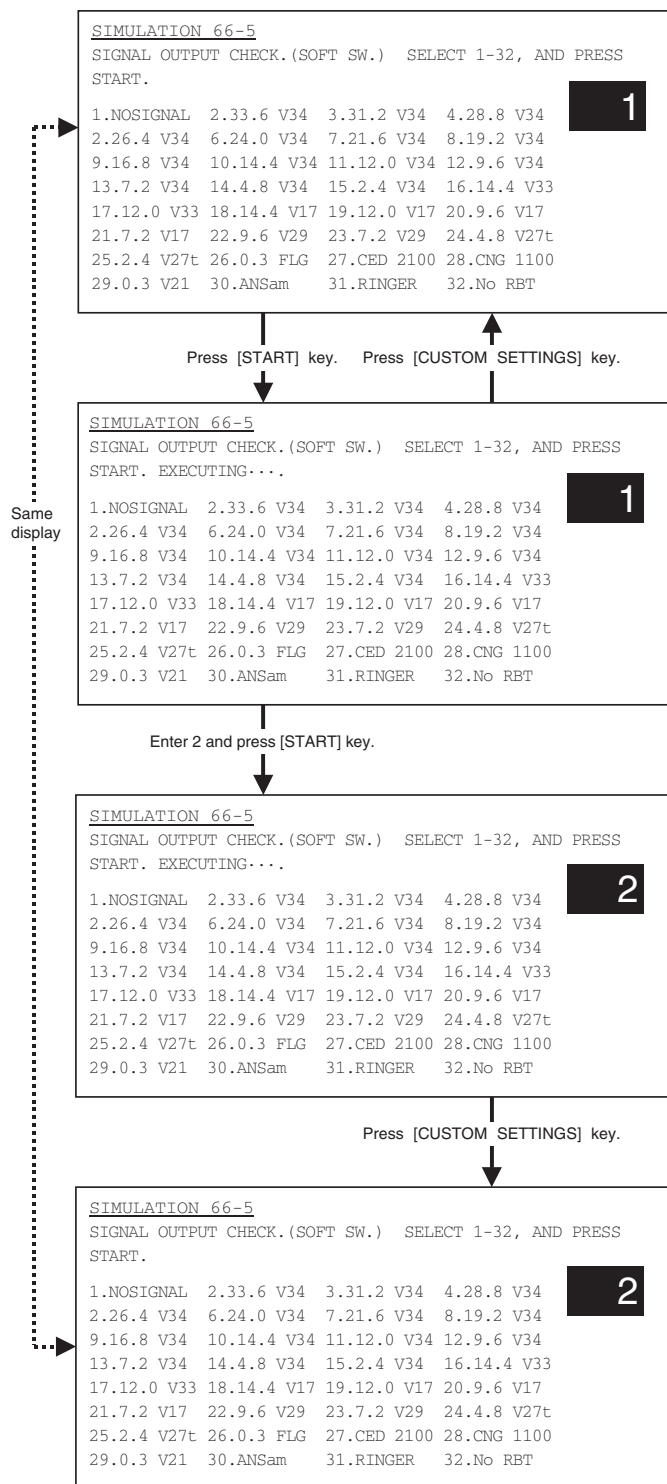 SIMULATION 66-5
SIGNAL OUTPUT CHECK.(SOFT SW.) SELECT 1-32, AND PRESS
START.
1
1.NOSIGNAL 2.33.6 V34 3.31.2 V34 4.28.8 V34
2.26.4 V34 6.24.0 V34 7.21.6 V34 8.19.2 V34
9.16.8 V34 10.14.4 V34 11.12.0 V34 12.9.6 V34
13.7.2 V34 14.4.8 V34 15.2.4 V34 16.14.4 V33
17.12.0 V33 18.14.4 V17 19.12.0 V17 20.9.6 V17
21.7.2 V17 22.9.6 V29 23.7.2 V29 24.4.8 V27t
25.2.4 V27t 26.0.3 FLG 27.CED 2100 28.CNG 1100
29.0.3 V21 30.ANSam 31.RINGER 32.No RBT
Press [START] key. Press [CUSTOM SETTINGS] key.
SIMULATION 66-5
SIGNAL OUTPUT CHECK.(SOFT SW.) SELECT 1-32, AND PRESS
START. EXECUTING···.
1
1.NOSIGNAL 2.33.6 V34 3.31.2 V34 4.28.8 V34
2.26.4 V34 6.24.0 V34 7.21.6 V34 8.19.2 V34
9.16.8 V34 10.14.4 V34 11.12.0 V34 12.9.6 V34
13.7.2 V34 14.4.8 V34 15.2.4 V34 16.14.4 V33
17.12.0 V33 18.14.4 V17 19.12.0 V17 20.9.6 V17
21.7.2 V17 22.9.6 V29 23.7.2 V29 24.4.8 V27t
25.2.4 V27t 26.0.3 FLG 27.CED 2100 28.CNG 1100
29.0.3 V21 30.ANSam 31.RINGER 32.No RBT
Same
display
Enter 2 and press [START] key.
SIMULATION 66-5
SIGNAL OUTPUT CHECK.(SOFT SW.) SELECT 1-32, AND PRESS
START. EXECUTING···.
2
1.NOSIGNAL 2.33.6 V34 3.31.2 V34 4.28.8 V34
2.26.4 V34 6.24.0 V34 7.21.6 V34 8.19.2 V34
9.16.8 V34 10.14.4 V34 11.12.0 V34 12.9.6 V34
13.7.2 V34 14.4.8 V34 15.2.4 V34 16.14.4 V33
17.12.0 V33 18.14.4 V17 19.12.0 V17 20.9.6 V17
21.7.2 V17 22.9.6 V29 23.7.2 V29 24.4.8 V27t
25.2.4 V27t 26.0.3 FLG 27.CED 2100 28.CNG 1100
29.0.3 V21 30.ANSam 31.RINGER 32.No RBT
Press [CUSTOM SETTINGS] key.
SIMULATION 66-5
SIGNAL OUTPUT CHECK.(SOFT SW.) SELECT 1-32, AND PRESS
START.
2
1.NOSIGNAL 2.33.6 V34 3.31.2 V34 4.28.8 V34
2.26.4 V34 6.24.0 V34 7.21.6 V34 8.19.2 V34
9.16.8 V34 10.14.4 V34 11.12.0 V34 12.9.6 V34
13.7.2 V34 14.4.8 V34 15.2.4 V34 16.14.4 V33
17.12.0 V33 18.14.4 V17 19.12.0 V17 20.9.6 V17
21.7.2 V17 22.9.6 V29 23.7.2 V29 24.4.8 V27t
25.2.4 V27t 26.0.3 FLG 27.CED 2100 28.CNG 1100
29.0.3 V21 30.ANSam 31.RINGER 32.No RBT